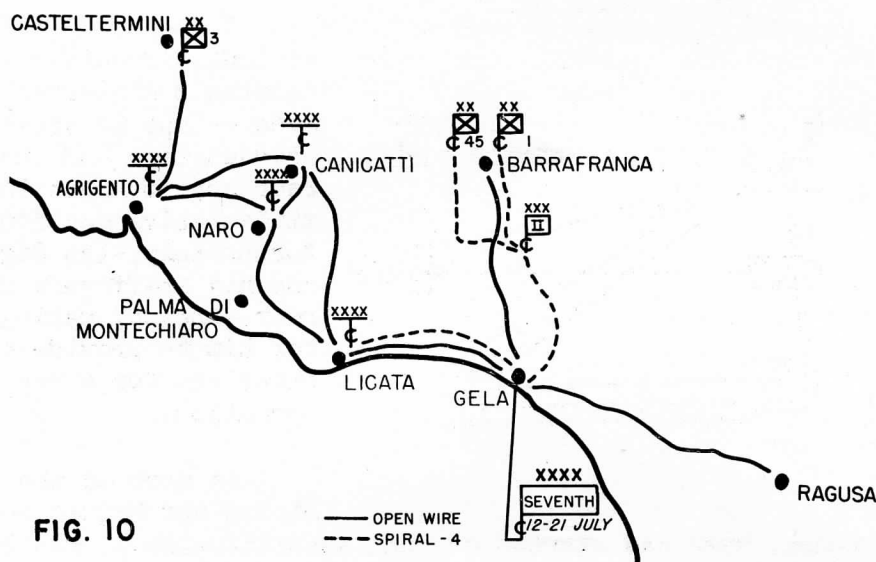 CASTELTERMINI
XX
3
XXXX
XX
XX
45
1
BARRAFRANCA
XXXX
CANICATTI
AGRIGENTO
XXXX
NARO
XXX
II
PALMA DI
MONTECHIARO
XXXX
LICATA
GELA
XXXX
SEVENTH
12-21 JULY
RAGUSA
FIG. 10
OPEN WIRE
SPIRAL-4